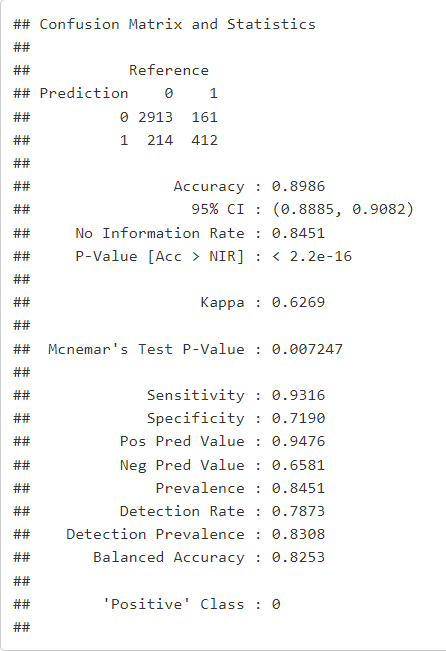 ## Confusion Matrix and Statistics
##
##           Reference
## Prediction    0    1
##          0 2913  161
##          1  214  412
##
##                Accuracy : 0.8986
##                  95% CI : (0.8885, 0.9082)
##     No Information Rate : 0.8451
##     P-Value [Acc > NIR] : < 2.2e-16
##
##                   Kappa : 0.6269
##
##  Mcnemar's Test P-Value : 0.007247
##
##             Sensitivity : 0.9316
##             Specificity : 0.7190
##          Pos Pred Value : 0.9476
##          Neg Pred Value : 0.6581
##              Prevalence : 0.8451
##          Detection Rate : 0.7873
##    Detection Prevalence : 0.8308
##       Balanced Accuracy : 0.8253
##
##        'Positive' Class : 0
##